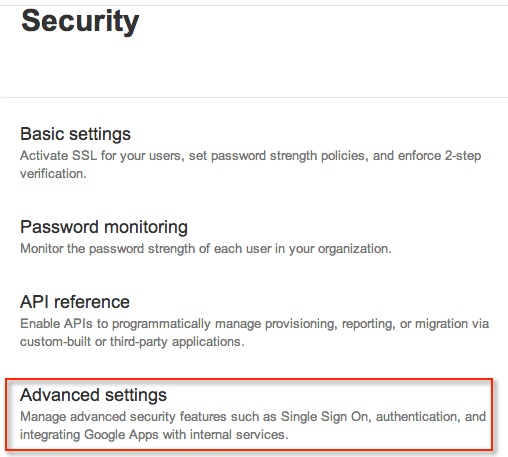 Security
Basic settings
Activate SSL for your users, set password strength policies, and enforce 2-step
verification.
Password monitoring
Monitor the password strength of each user in your organization.
API reference
Enable APIs to programmatically manage provisioning, reporting, or migration via
custom-built or third-party applications.
Advanced settings
Manage advanced security features such as Single Sign On, authentication, and
integrating Google Apps with internal services.